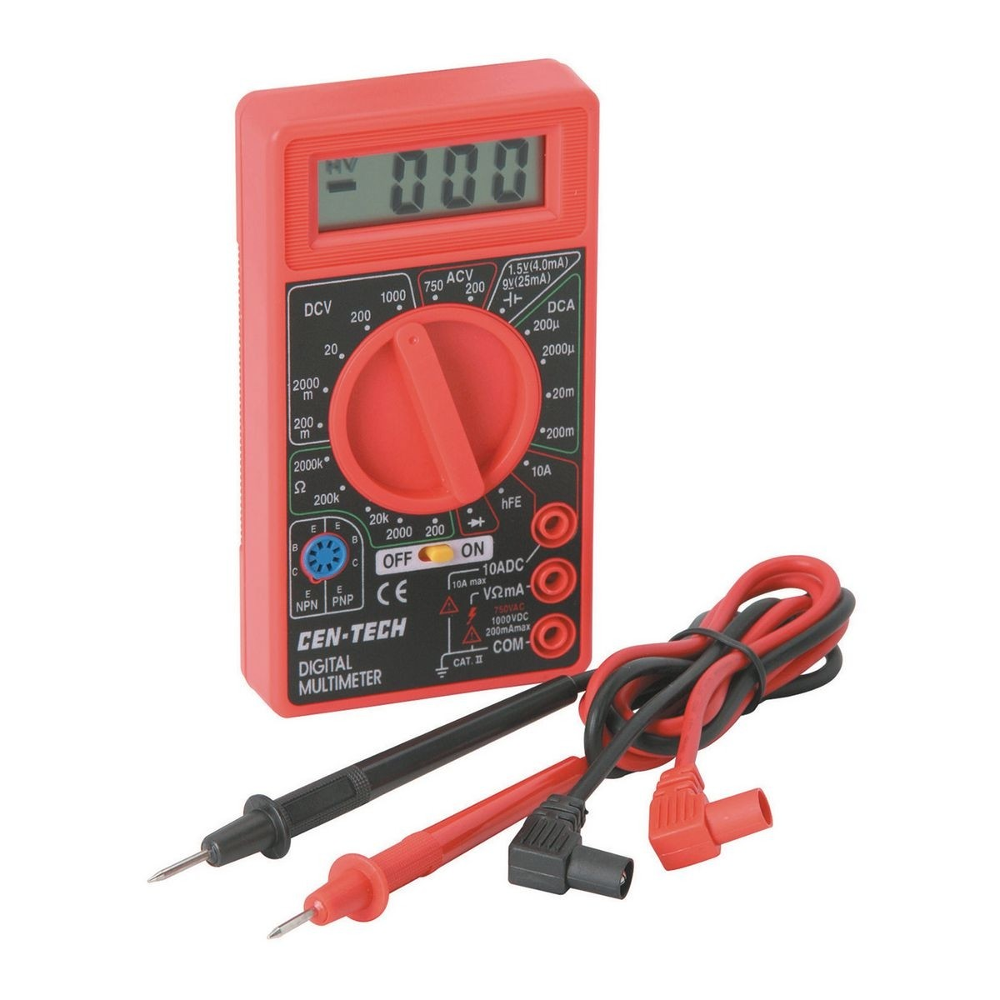 HV
- 000
DCV
1000
200
20
2000
m
200
m
ACV
750
200
1.5V(4.0mA)
9V(25mA)
DCA
200µ
2000µ
20m
200m
10A
hFE
2000k
Ω
200k
20k
2000
200
OFF
ON
E E
B B
C C
E E
NPN PNP
CE
10ADC
10A max
VΩmA
750VAC
1000VDC
200mAmax
COM
CAT. II
CEN-TECH
DIGITAL
MULTIMETER